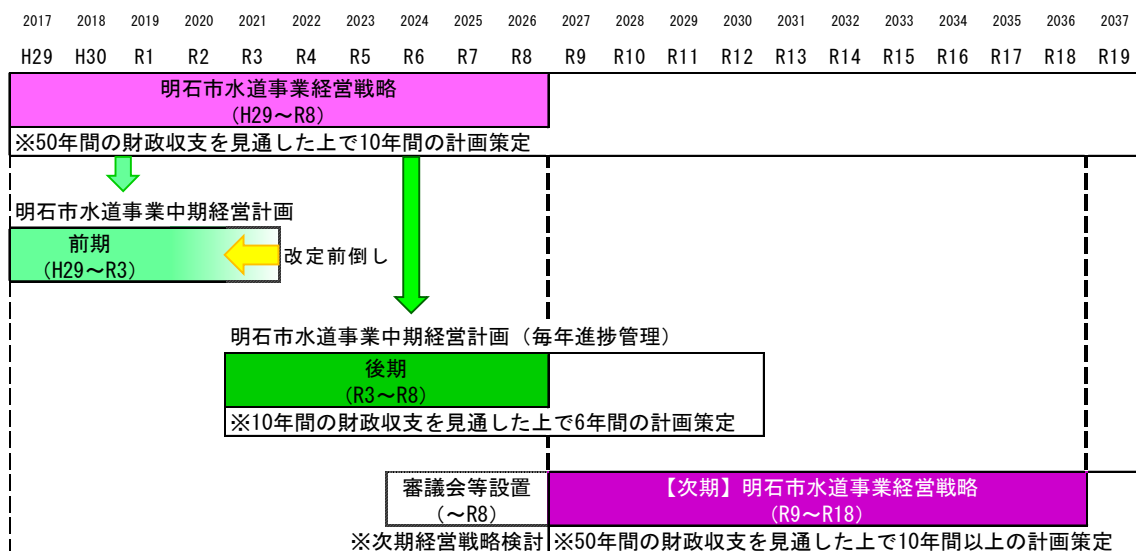 2017 2018 2019 2020 2021 2022 2023 2024 2025 2026 2027 2028 2029 2030 2031 2032 2033 2034 2035 2036 2037
H29 H30 R1 R2 R3 R4 R5 R6 R7 R8 R9 R10 R11 R12 R13 R14 R15 R16 R17 R18 R19
明石市水道事業経営戦略
(H29～R8)
※50年間の財政収支を見通した上で10年間の計画策定
明石市水道事業中期経営計画
前期
(H29～R3)
改定前倒し
明石市水道事業中期経営計画（毎年進捗管理）
後期
(R3～R8)
※10年間の財政収支を見通した上で6年間の計画策定
審議会等設置
(～R8)
※次期経営戦略検討
【次期】明石市水道事業経営戦略
(R9～R18)
※50年間の財政収支を見通した上で10年間以上の計画策定